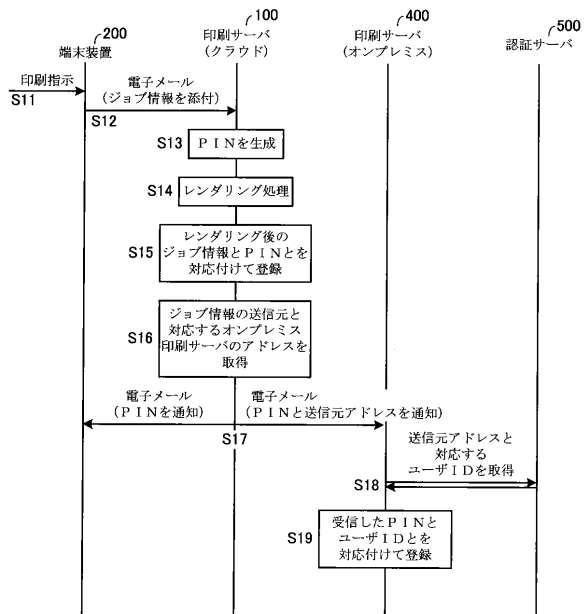 200
端末装置
100
印刷サーバ
(クラウド)
400
印刷サーバ
(オンプレミス)
500
認証サーバ
印刷指示
S11
電子メール
(ジョブ情報を添付)
S12
S13
PINを生成
S14
レンダリング処理
S15
レンダリング後の
ジョブ情報とPINとを
対応付けて登録
S16
ジョブ情報の送信元と
対応するオンプレミス
印刷サーバのアドレスを
取得
電子メール
(PINを通知)
電子メール
(PINと送信元アドレスを通知)
S17
送信元アドレスと
対応する
ユーザIDを取得
S18
S19
受信したPINと
ユーザIDとを
対応付けて登録